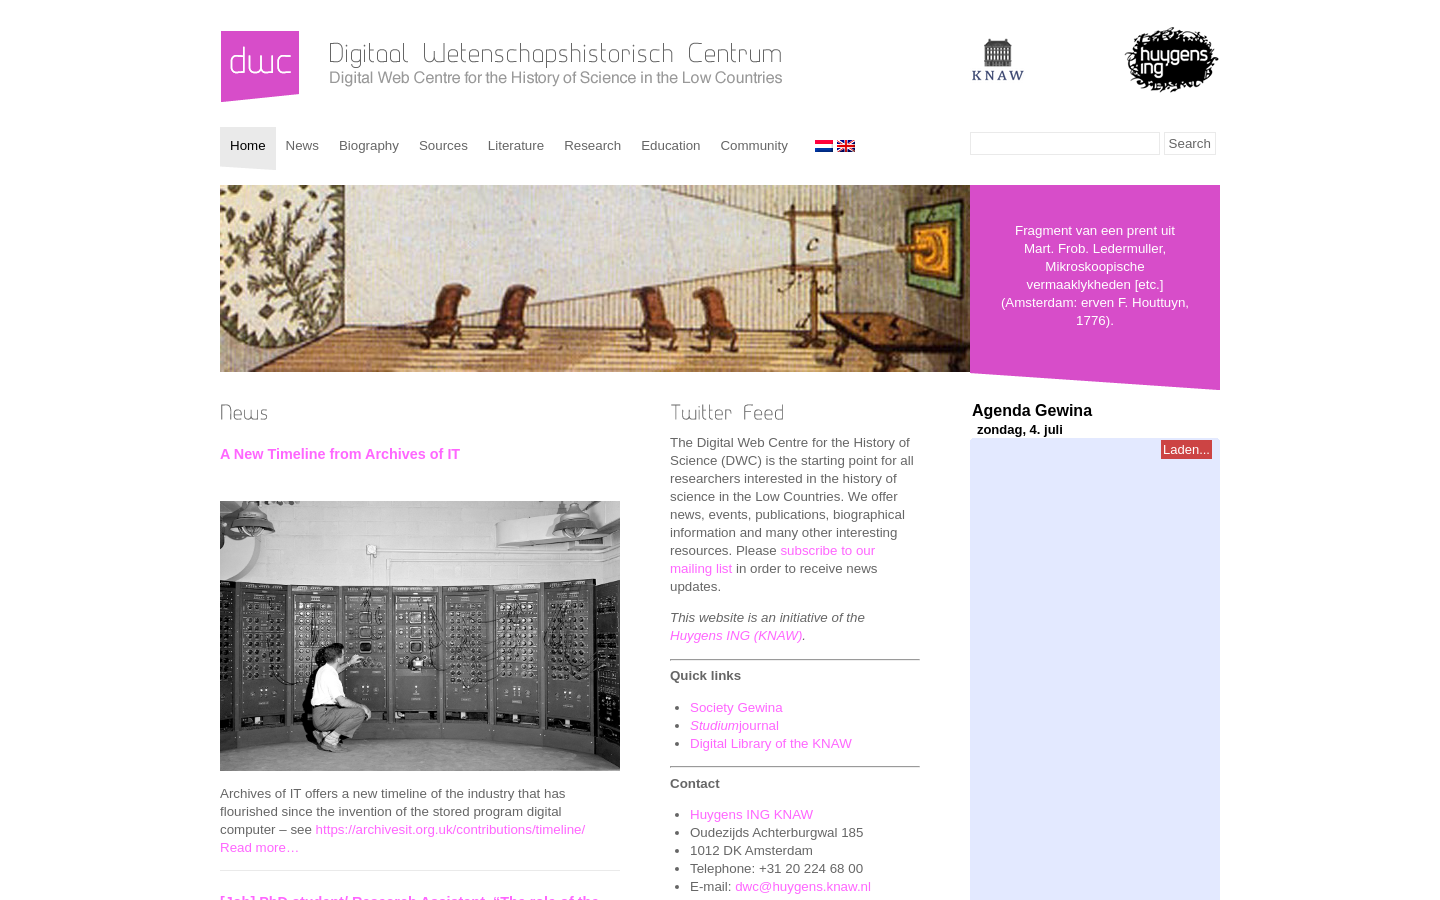 dwc
Digitaal Wetenschapshistorisch Centrum
Digital Web Centre for the History of Science in the Low Countries
KNAW
huygens
ing
Home News Biography Sources Literature Research Education Community
Search
c
Fragment van een prent uit
Mart. Frob. Ledermuller,
Mikroskoopische
vermaaklykheden [etc.]
(Amsterdam: erven F. Houttuyn,
1776).
News
A New Timeline from Archives of IT
Archives of IT offers a new timeline of the industry that has
flourished since the invention of the stored program digital
computer – see https://archivesit.org.uk/contributions/timeline/
Read more…
[Job] PhD student/ Research Assistant, “The role of the
Twitter Feed
The Digital Web Centre for the History of
Science (DWC) is the starting point for all
researchers interested in the history of
science in the Low Countries. We offer
news, events, publications, biographical
information and many other interesting
resources. Please subscribe to our
mailing list in order to receive news
updates.
This website is an initiative of the
Huygens ING (KNAW).
Quick links
Society Gewina
Studiumjournal
Digital Library of the KNAW
Contact
Huygens ING KNAW
Oudezijds Achterburgwal 185
1012 DK Amsterdam
Telephone: +31 20 224 68 00
E-mail: dwc@huygens.knaw.nl
Agenda Gewina
zondag, 4. juli
Laden...